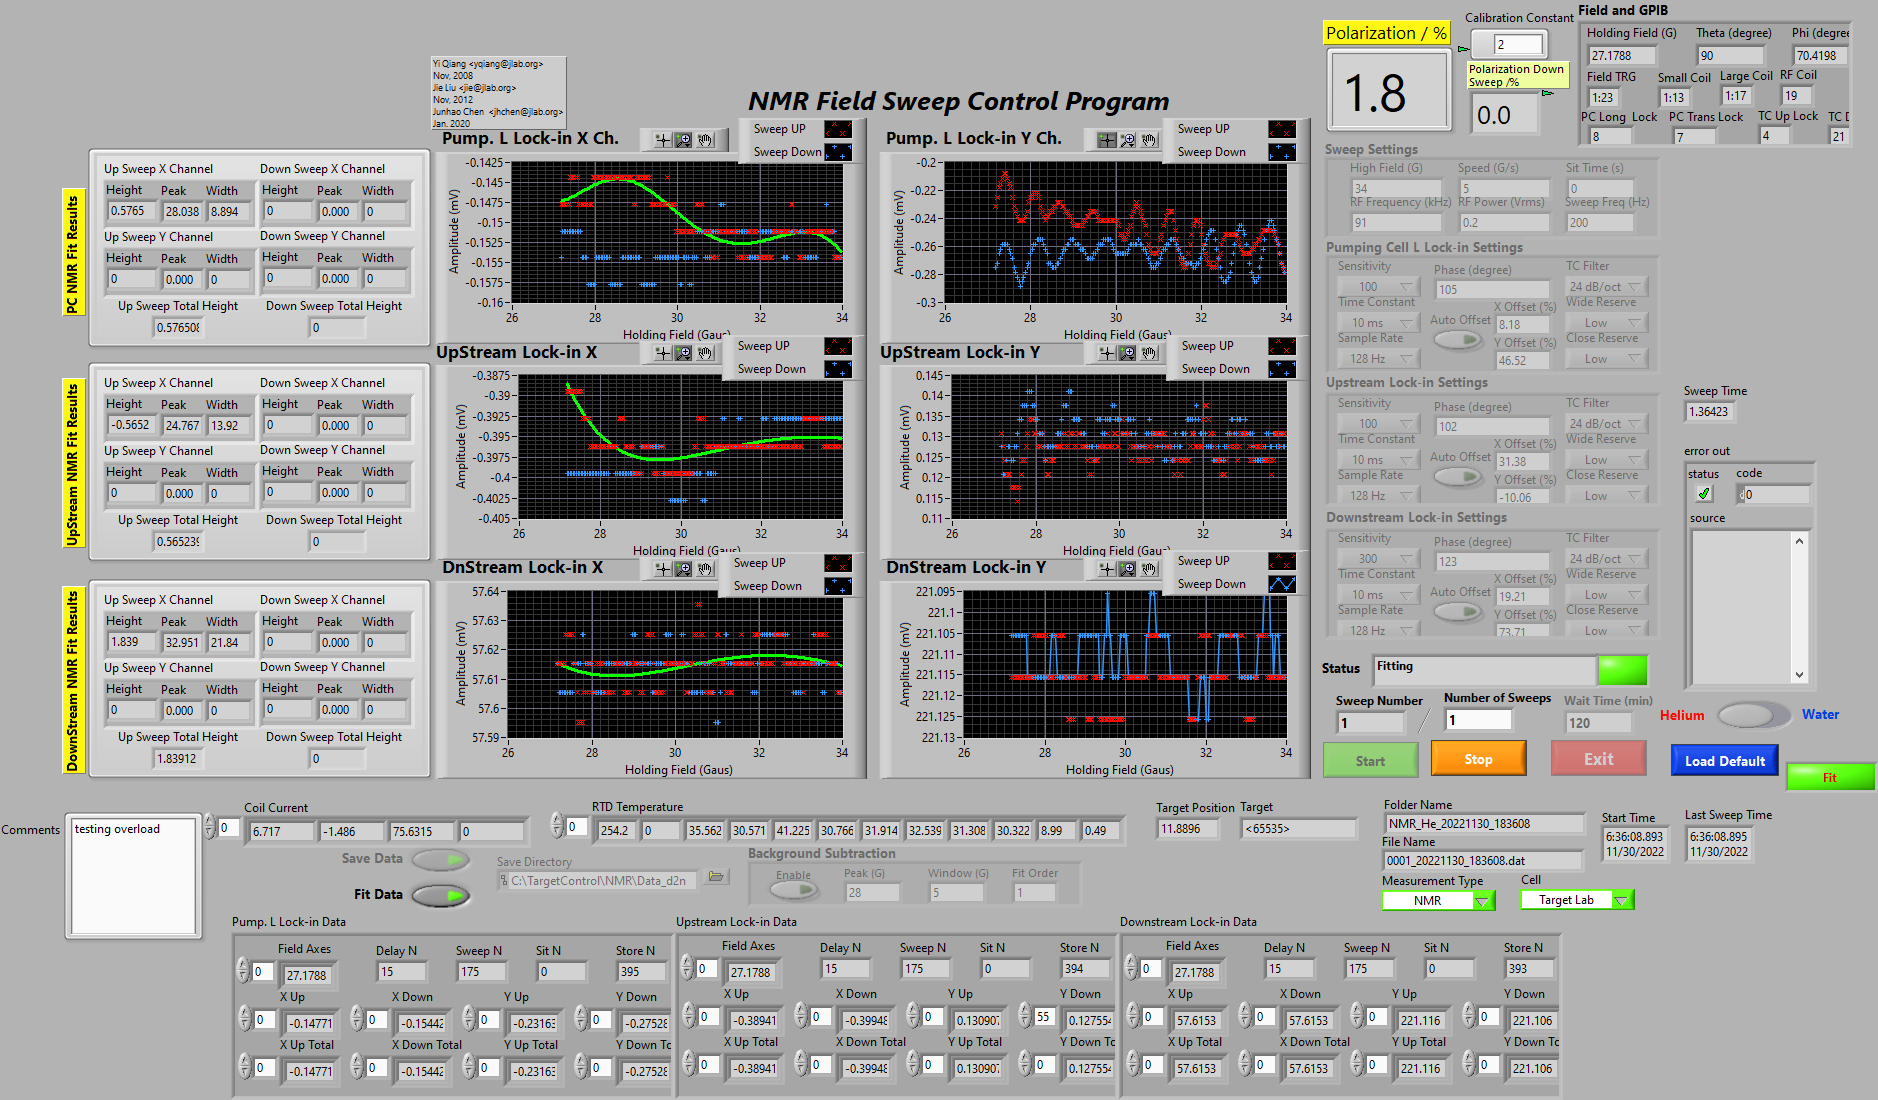 Yi Qiang <yqiang@jlab.org>
Nov, 2008
Jie Liu <jie@jlab.org>
Nov, 2012
Junhao Chen <jhchen@jlab.org>
Jan. 2020
NMR Field Sweep Control Program
Polarization / %
1.8
Calibration Constant
2
Polarization Down
Sweep /%
0.0
Field and GPIB
Holding Field (G) Theta (degree) Phi (degree
27.1788 90 70.4198
Field TRG Small Coil Large Coil RF Coil
1:23 1:13 1:17 19
PC Long Lock PC Trans Lock TC Up Lock TC D
8 7 4 21
PC NMR Fit Results
Up Sweep X Channel Down Sweep X Channel
Height Peak Width Height Peak Width
0.5765 28.038 8.894 0 0.000 0
Up Sweep Y Channel Down Sweep Y Channel
Height Peak Width Height Peak Width
0 0.000 0 0 0.000 0
Up Sweep Total Height Down Sweep Total Height
0.576508 0
Pump. L Lock-in X Ch.
Sweep UP
Sweep Down
Amplitude (mV)
-0.1425
-0.145
-0.1475
-0.15
-0.1525
-0.155
-0.1575
-0.16
26 28 30 32 34
Holding Field (Gaus)
Pump. L Lock-in Y Ch.
Sweep UP
Sweep Down
Amplitude (mV)
-0.2
-0.22
-0.24
-0.26
-0.28
-0.3
26 28 30 32 34
Holding Field (Gaus)
UpStream NMR Fit Results
Up Sweep X Channel Down Sweep X Channel
Height Peak Width Height Peak Width
-0.5652 24.767 13.92 0 0.000 0
Up Sweep Y Channel Down Sweep Y Channel
Height Peak Width Height Peak Width
0 0.000 0 0 0.000 0
Up Sweep Total Height Down Sweep Total Height
0.565239 0
UpStream Lock-in X
Sweep UP
Sweep Down
Amplitude (mV)
-0.3875
-0.39
-0.3925
-0.395
-0.3975
-0.4
-0.4025
-0.405
26 28 30 32 34
Holding Field (Gaus)
UpStream Lock-in Y
Sweep UP
Sweep Down
Amplitude (mV)
0.145
0.14
0.135
0.13
0.125
0.12
0.115
0.11
26 28 30 32 34
Holding Field (Gaus)
DownStream NMR Fit Results
Up Sweep X Channel Down Sweep X Channel
Height Peak Width Height Peak Width
1.839 32.951 21.84 0 0.000 0
Up Sweep Y Channel Down Sweep Y Channel
Height Peak Width Height Peak Width
0 0.000 0 0 0.000 0
Up Sweep Total Height Down Sweep Total Height
1.83912 0
DnStream Lock-in X
Sweep UP
Sweep Down
Amplitude (mV)
57.64
57.63
57.62
57.61
57.6
57.59
26 28 30 32 34
Holding Field (Gaus)
DnStream Lock-in Y
Sweep UP
Sweep Down
Amplitude (mV)
221.095
221.1
221.105
221.11
221.115
221.12
221.125
221.13
26 28 30 32 34
Holding Field (Gaus)
Sweep Settings
High Field (G) Speed (G/s) Sit Time (s)
34 5 0
RF Frequency (kHz) RF Power (Vrms) Sweep Freq (Hz)
91 0.2 200
Pumping Cell L Lock-in Settings
Sensitivity Phase (degree) TC Filter
100 105 24 dB/oct
Time Constant X Offset (%) Wide Reserve
10 ms Auto Offset 8.18 Low
Sample Rate Y Offset (%) Close Reserve
128 Hz 46.52 Low
Upstream Lock-in Settings
Sensitivity Phase (degree) TC Filter
100 102 24 dB/oct
Time Constant X Offset (%) Wide Reserve
10 ms Auto Offset 31.38 Low
Sample Rate Y Offset (%) Close Reserve
128 Hz -10.06 Low
Downstream Lock-in Settings
Sensitivity Phase (degree) TC Filter
300 123 24 dB/oct
Time Constant X Offset (%) Wide Reserve
10 ms Auto Offset 19.21 Low
Sample Rate Y Offset (%) Close Reserve
128 Hz 73.71 Low
Sweep Time
1.36423
error out
status code
0
source
Status Fitting
Sweep Number Number of Sweeps Wait Time (min)
1 / 1 120
Helium Water
Start Stop Exit Load Default Fit
Comments
testing overload
Coil Current
0 6.717 -1.486 75.6315 0
RTD Temperature
0 254.2 0 35.562 30.571 41.225 30.766 31.914 32.539 31.308 30.322 8.99 0.49
Target Position Target
11.8896 <65535>
Folder Name
NMR_He_20221130_183608
File Name
0001_20221130_183608.dat
Start Time Last Sweep Time
6:36:08.893 6:36:08.895
11/30/2022 11/30/2022
Measurement Type Cell
NMR Target Lab
Save Data
Fit Data
Save Directory
C:\TargetControl\NMR\Data_d2n
Background Subtraction
Enable Peak (G) Window (G) Fit Order
28 5 1
Pump. L Lock-in Data
Field Axes Delay N Sweep N Sit N Store N
0 27.1788 15 175 0 395
X Up X Down Y Up Y Down
0 -0.14771 0 -0.15442 0 -0.23163 0 -0.27528
X Up Total X Down Total Y Up Total Y Down To
0 -0.14771 0 -0.15442 0 -0.23163 0 -0.27528
Upstream Lock-in Data
Field Axes Delay N Sweep N Sit N Store N
0 27.1788 15 175 0 394
X Up X Down Y Up Y Down
0 -0.38941 0 -0.39948 0 0.130907 55 0.127554
X Up Total X Down Total Y Up Total Y Down To
0 -0.38941 0 -0.39948 0 0.130907 0 0.127554
Downstream Lock-in Data
Field Axes Delay N Sweep N Sit N Store N
0 27.1788 15 175 0 393
X Up X Down Y Up Y Down
0 57.6153 0 57.6153 0 221.116 0 221.106
X Up Total X Down Total Y Up Total Y Down To
0 57.6153 0 57.6153 0 221.116 0 221.106